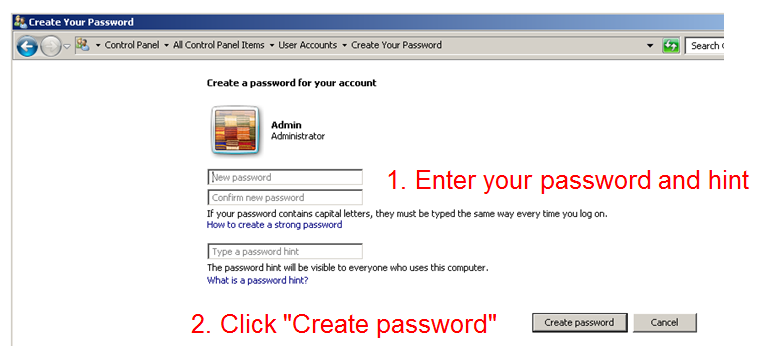 Create Your Password
Control Panel ▾ All Control Panel Items ▾ User Accounts ▾ Create Your Password
Search
Create a password for your account
Admin
Administrator
New password
1. Enter your password and hint
Confirm new password
If your password contains capital letters, they must be typed the same way every time you log on.
How to create a strong password
Type a password hint
The password hint will be visible to everyone who uses this computer.
What is a password hint?
2. Click "Create password"
Create password
Cancel